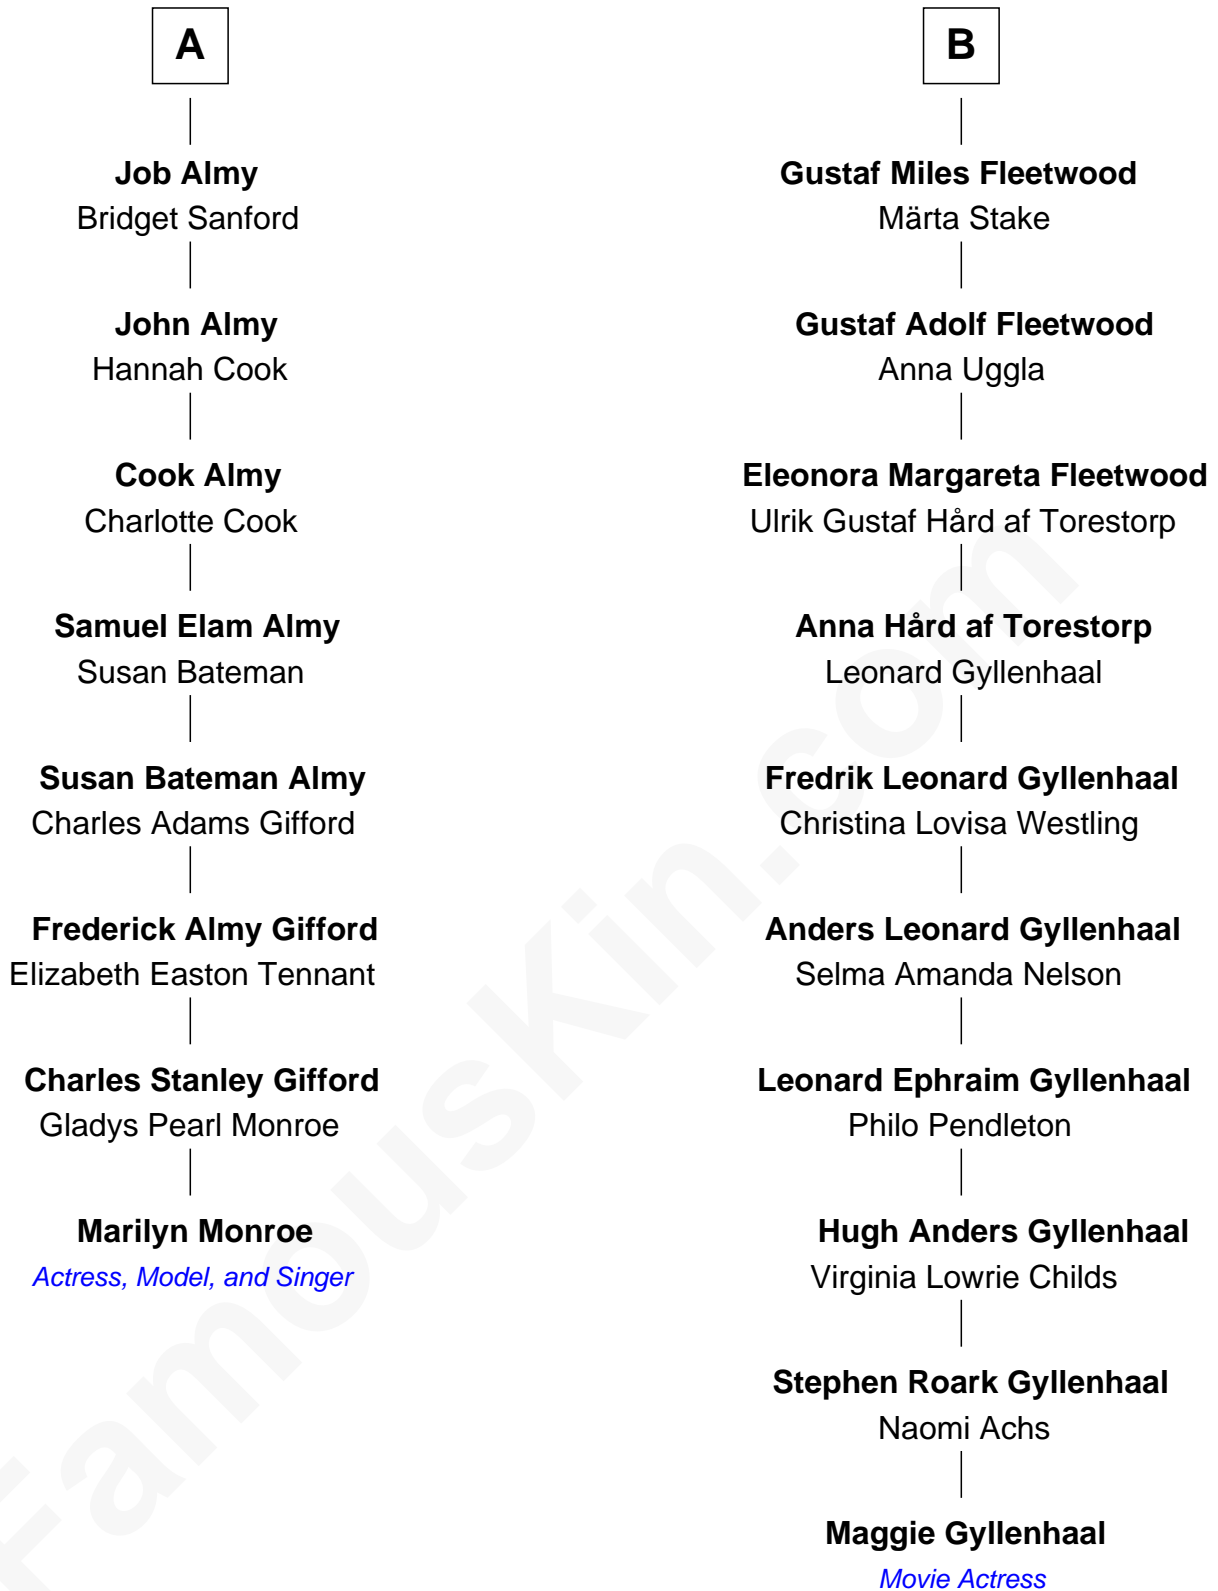 A
Job Almy
Bridget Sanford
John Almy
Hannah Cook
Cook Almy
Charlotte Cook
Samuel Elam Almy
Susan Bateman
Susan Bateman Almy
Charles Adams Gifford
Frederick Almy Gifford
Elizabeth Easton Tennant
Charles Stanley Gifford
Gladys Pearl Monroe
Marilyn Monroe
Actress, Model, and Singer
B
Gustaf Miles Fleetwood
Märta Stake
Gustaf Adolf Fleetwood
Anna Uggla
Eleonora Margareta Fleetwood
Ulrik Gustaf Hård af Torestorp
Anna Hård af Torestorp
Leonard Gyllenhaal
Fredrik Leonard Gyllenhaal
Christina Lovisa Westling
Anders Leonard Gyllenhaal
Selma Amanda Nelson
Leonard Ephraim Gyllenhaal
Philo Pendleton
Hugh Anders Gyllenhaal
Virginia Lowrie Childs
Stephen Roark Gyllenhaal
Naomi Achs
Maggie Gyllenhaal
Movie Actress
FamousKin.com